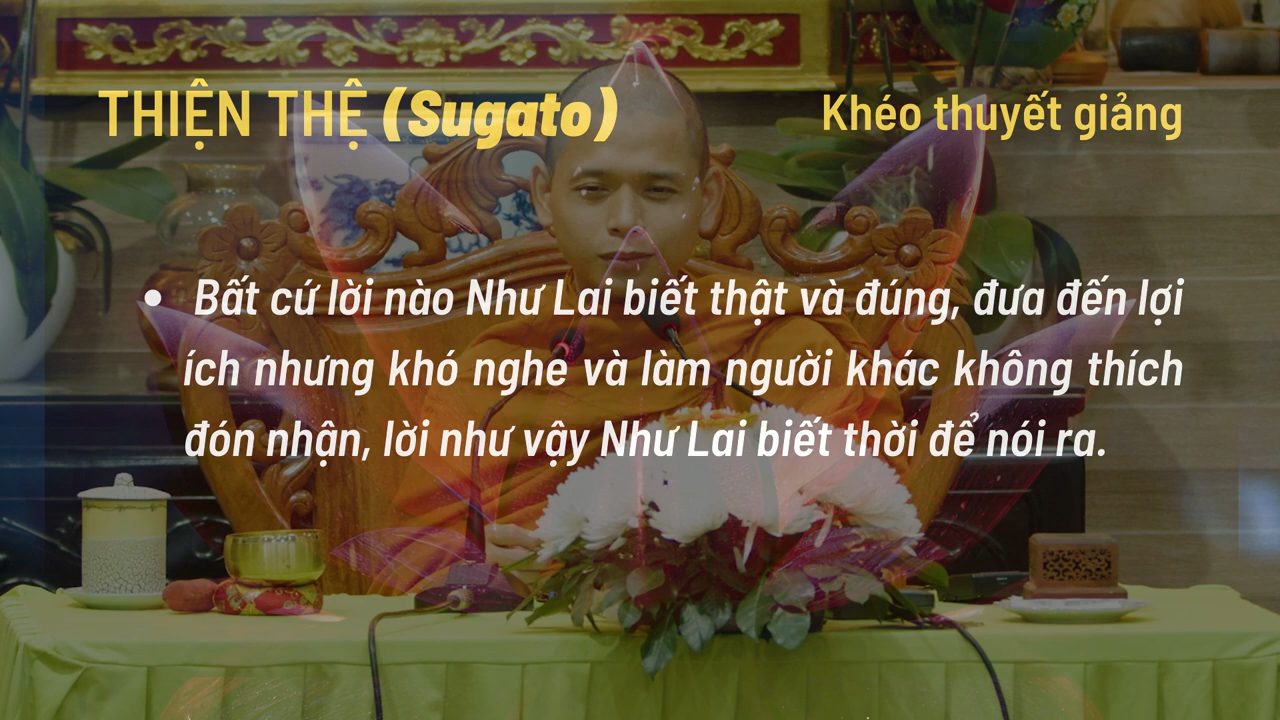 THIỆN THỆ (Sugato)
Khéo thuyết giảng
• Bất cứ lời nào Như Lai biết thật và đúng, đưa đến lợi
ích nhưng khó nghe và làm người khác không thích
đón nhận, lời như vậy Như Lai biết thời để nói ra.